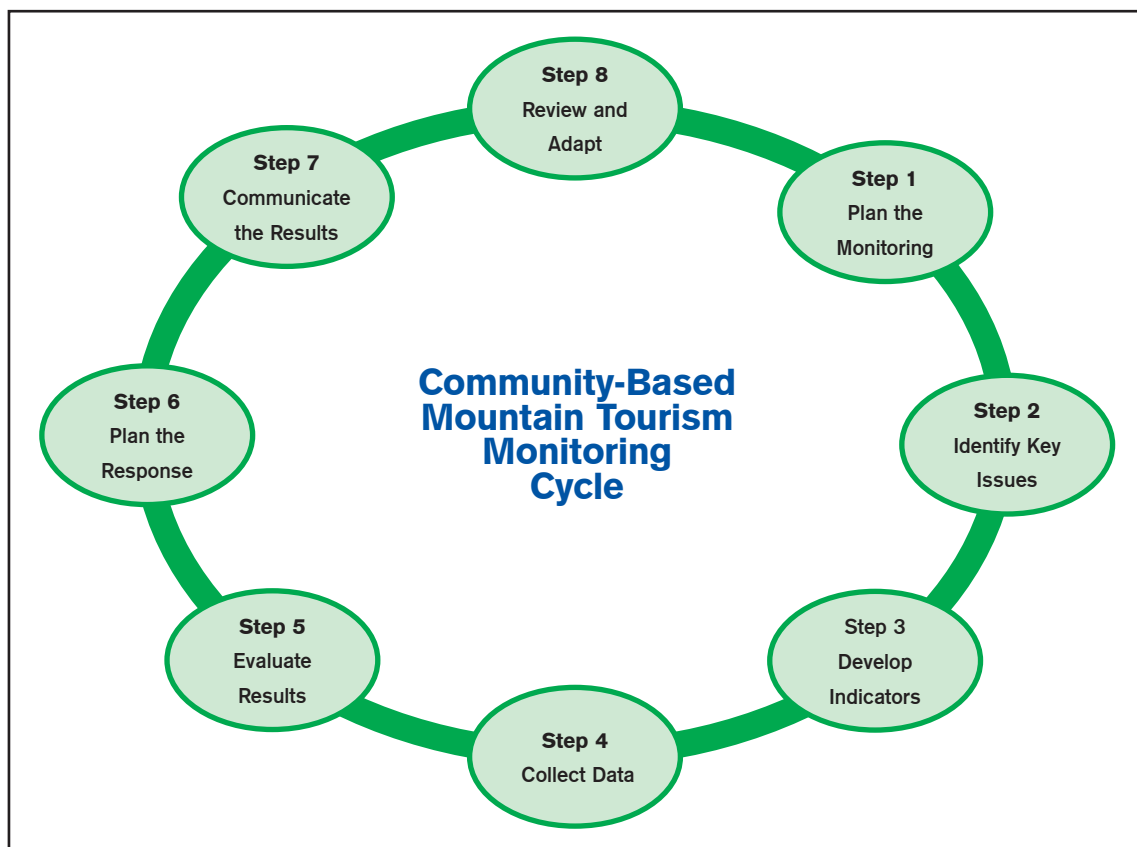 Step 8
Review and
Adapt
Step 1
Plan the
Monitoring
Step 2
Identify Key
Issues
Step 3
Develop
Indicators
Step 4
Collect Data
Step 5
Evaluate
Results
Step 6
Plan the
Response
Step 7
Communicate
the Results
Community-Based
Mountain Tourism
Monitoring
Cycle